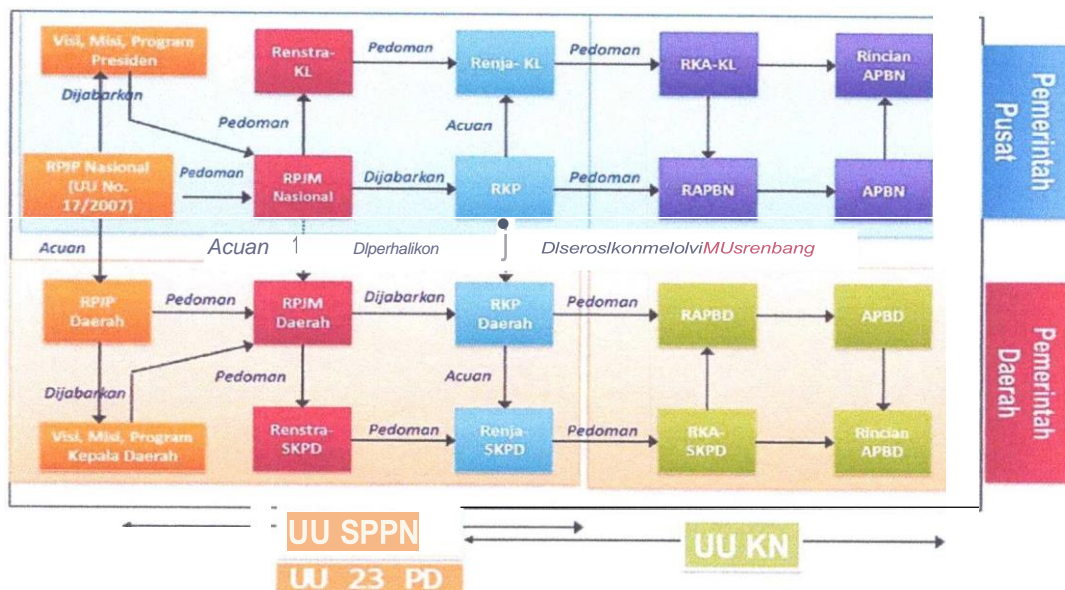 Visi, Misi, Program
Presiden
Renstra-
KL
Pedoman
Renja- KL
Pedoman
RKA-KL
Rincian
APBN
Dijabarkan
Pedoman
Acuan
RPJP Nasional
(UU No.
17/2007)
Pedoman
RPJM
Nasional
Dijabarkan
RKP
Pedoman
RAPBN
APBN
Pemerintah
Pusat
Acuan
Acuan 1
Dlperhalikon
j
DlserosIkonmelolviMUsrenbang
RPJP
Daerah
Pedoman
RPJM
Daerah
Dijabarkan
RKP
Daerah
Pedoman
RAPBD
APBD
Pemerintah
Daerah
Dijabarkan
Pedoman
Acuan
Visi, Misi, Program
Kepala Daerah
Renstra-
SKPD
Pedoman
Renja-
SKPD
Pedoman
RKA-
SKPD
Rincian
APBD
UU SPPN
UU KN
UU 23 PD